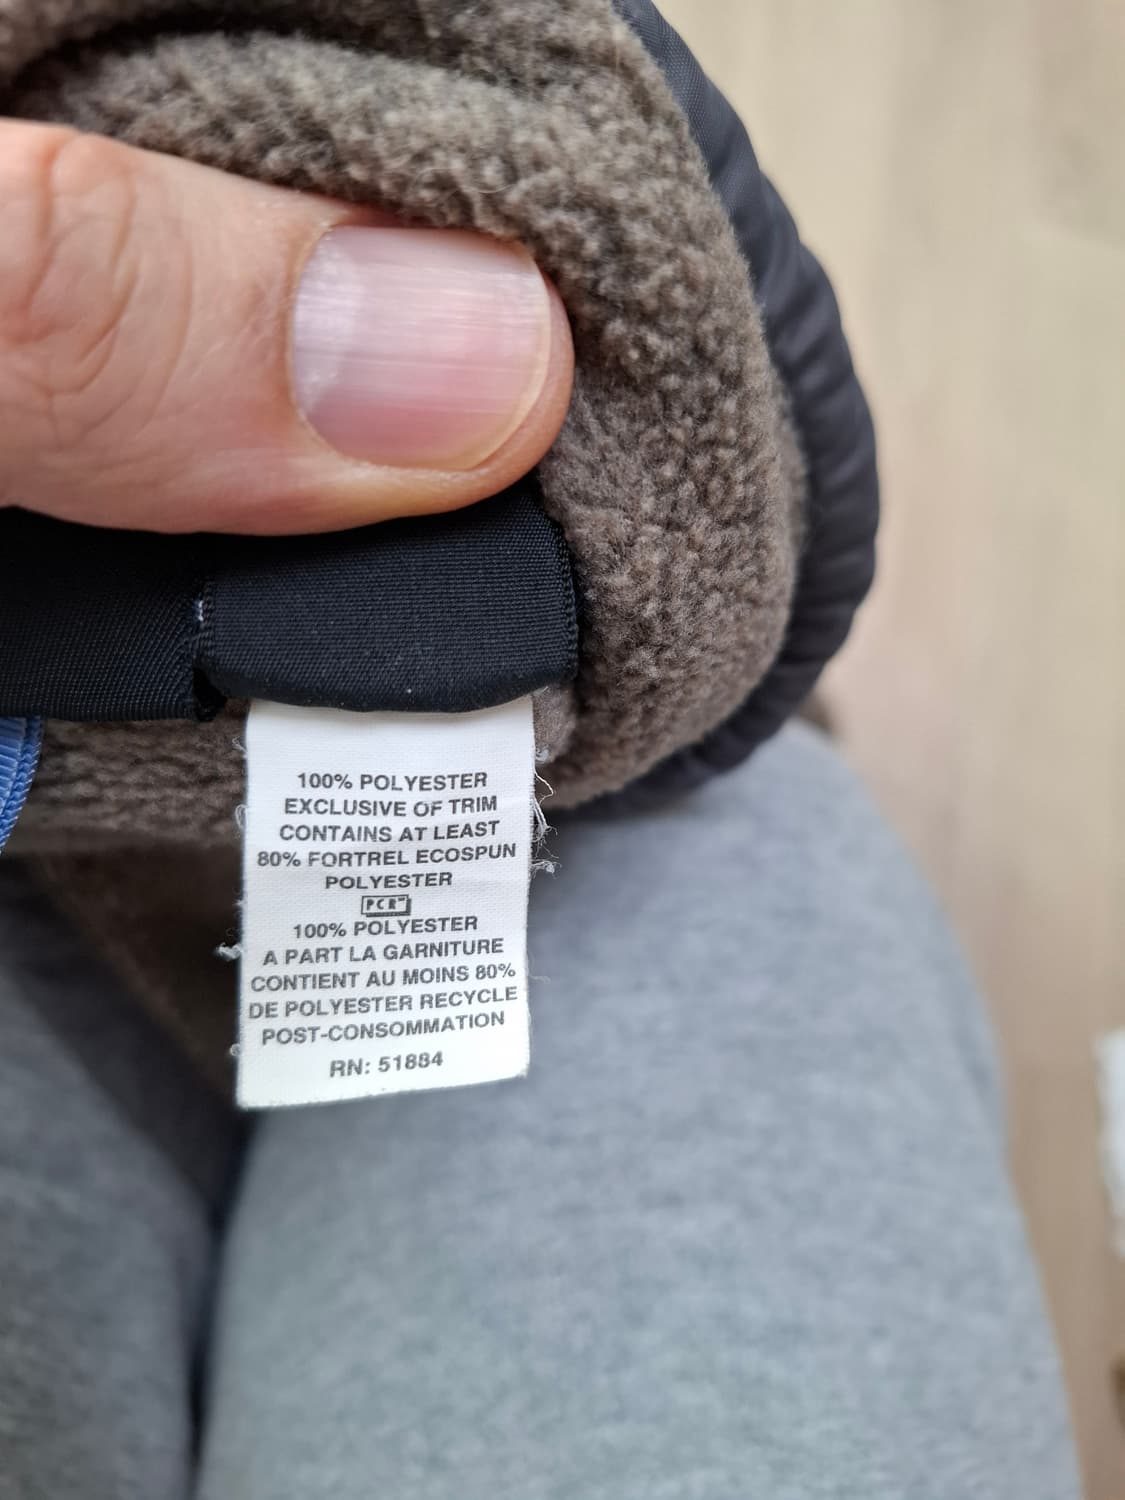 100% POLYESTER
EXCLUSIVE OF TRIM
CONTAINS AT LEAST
80% FORTREL ECOSPUN
POLYESTER
PCR™
100% POLYESTER
A PART LA GARNITURE
CONTIENT AU MOINS 80%
DE POLYESTER RECYCLE
POST-CONSOMMATION
RN: 51884